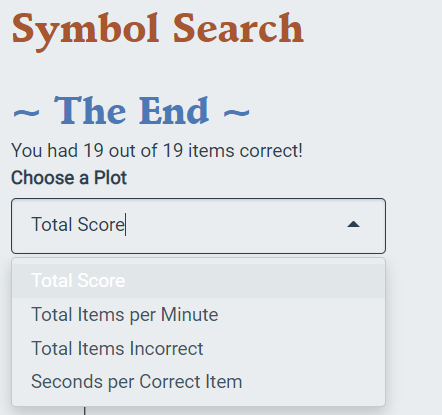 Symbol Search
~ The End ~
You had 19 out of 19 items correct!
Choose a Plot
Total Score
Total Score
Total Items per Minute
Total Items Incorrect
Seconds per Correct Item